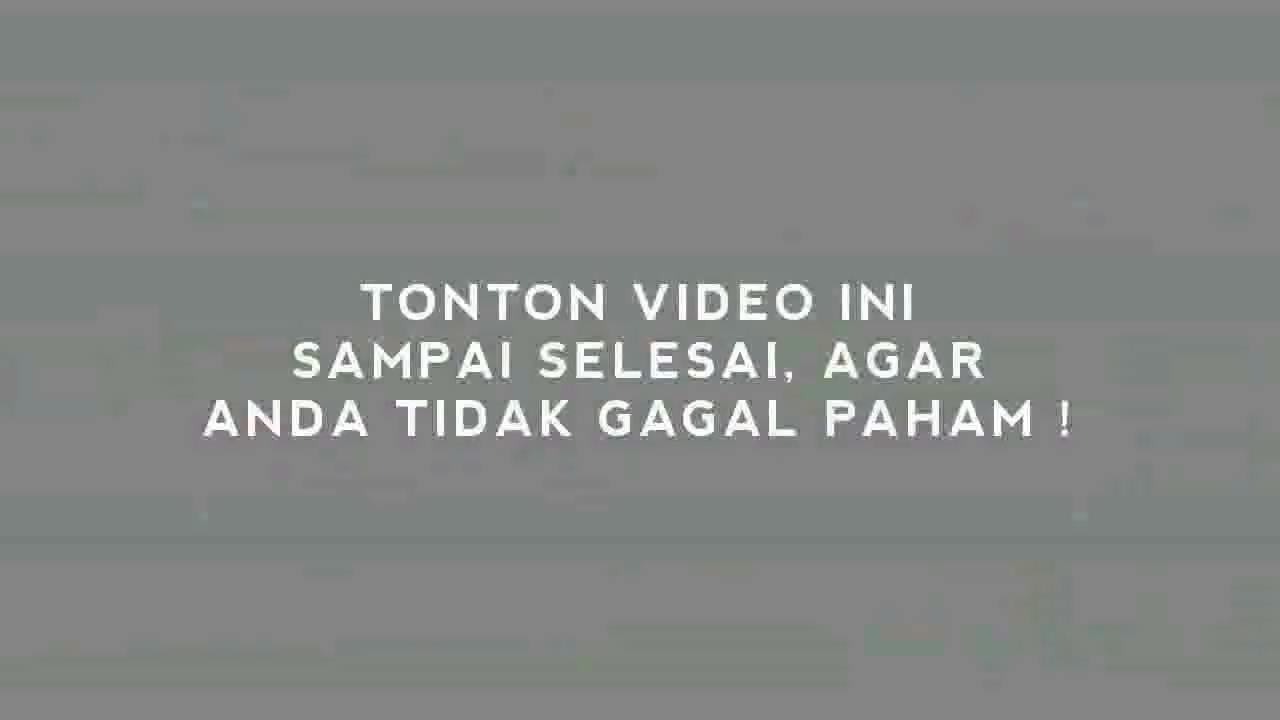 TONTON VIDEO INI
SAMPAI SELESAI, AGAR
ANDA TIDAK GAGAL PAHAM !